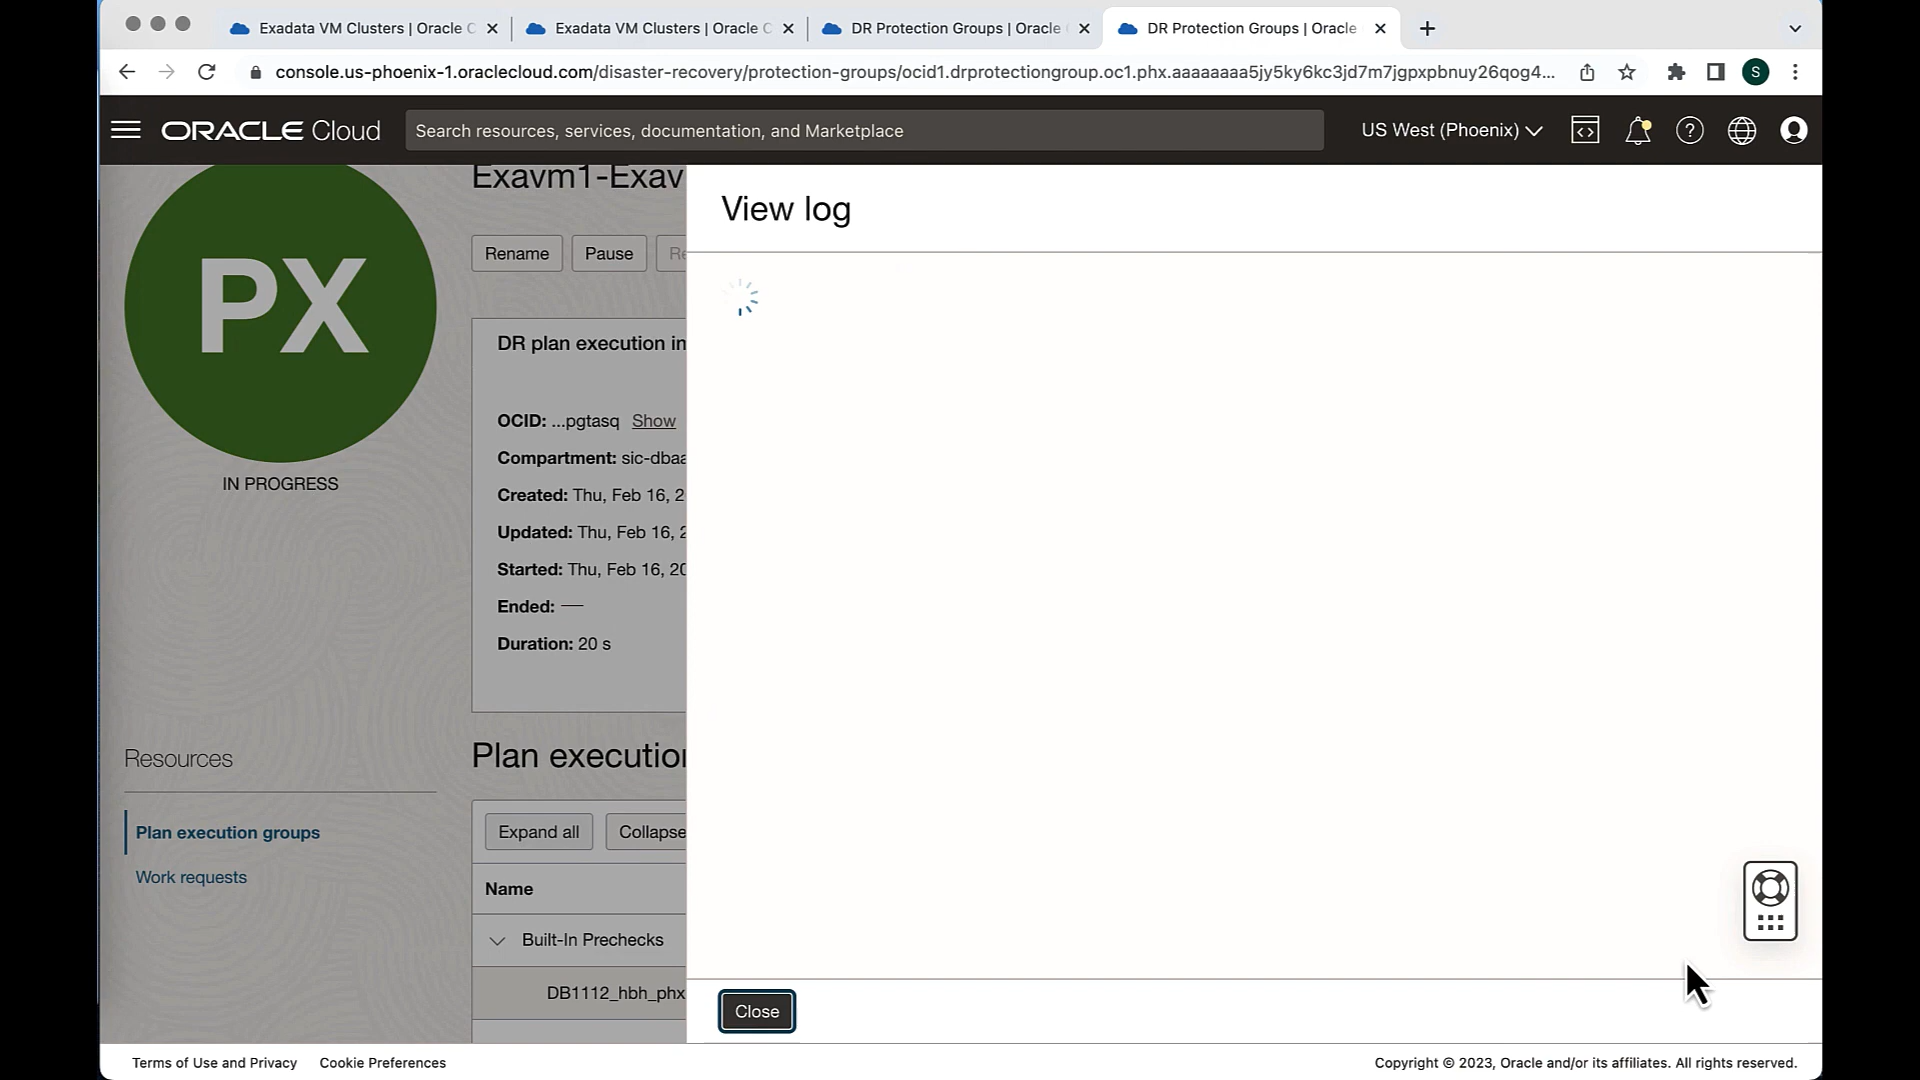 Exadata VM Clusters | Oracle C
Exadata VM Clusters | Oracle C
DR Protection Groups | Oracle
DR Protection Groups | Oracle
console.us-phoenix-1.oraclecloud.com/disaster-recovery/protection-groups/ocid1.drprotectiongroup.oc1.phx.aaaaaaaa5jy5ky6kc3jd7m7jgpxpbnuy26qog4...
S
ORACLE Cloud
Search resources, services, documentation, and Marketplace
US West (Phoenix)
PX
IN PROGRESS
Exavm1-Exav
Rename
Pause
Re
DR plan execution in
OCID: ...pgtasq Show
Compartment: sic-dbaa
Created: Thu, Feb 16, 2
Updated: Thu, Feb 16, 2
Started: Thu, Feb 16, 20
Ended: —
Duration: 20 s
Resources
Plan execution groups
Work requests
Plan execution
Expand all
Collapse
Name
Built-In Prechecks
DB1112_hbh_phx
View log
Close
Terms of Use and Privacy
Cookie Preferences
Copyright © 2023, Oracle and/or its affiliates. All rights reserved.